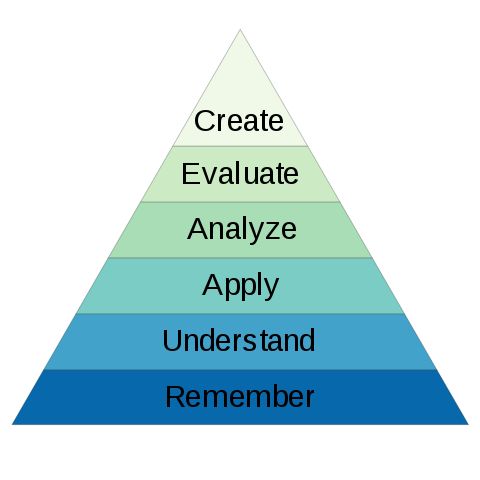 Create
Evaluate
Analyze
Apply
Understand
Remember